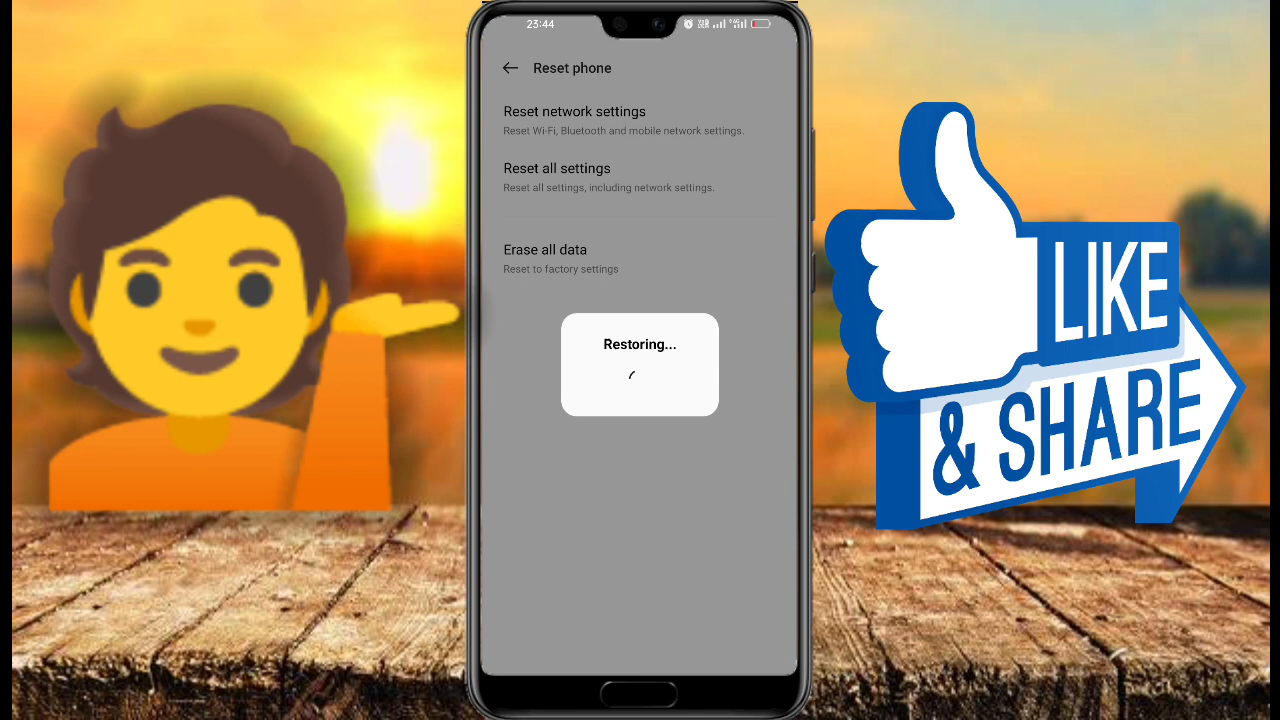 23:44
Reset phone
Reset network settings
Reset Wi-Fi, Bluetooth and mobile network settings.
Reset all settings
Reset all settings, including network settings.
Erase all data
Reset to factory settings
Restoring...
LIKE
& SHARE